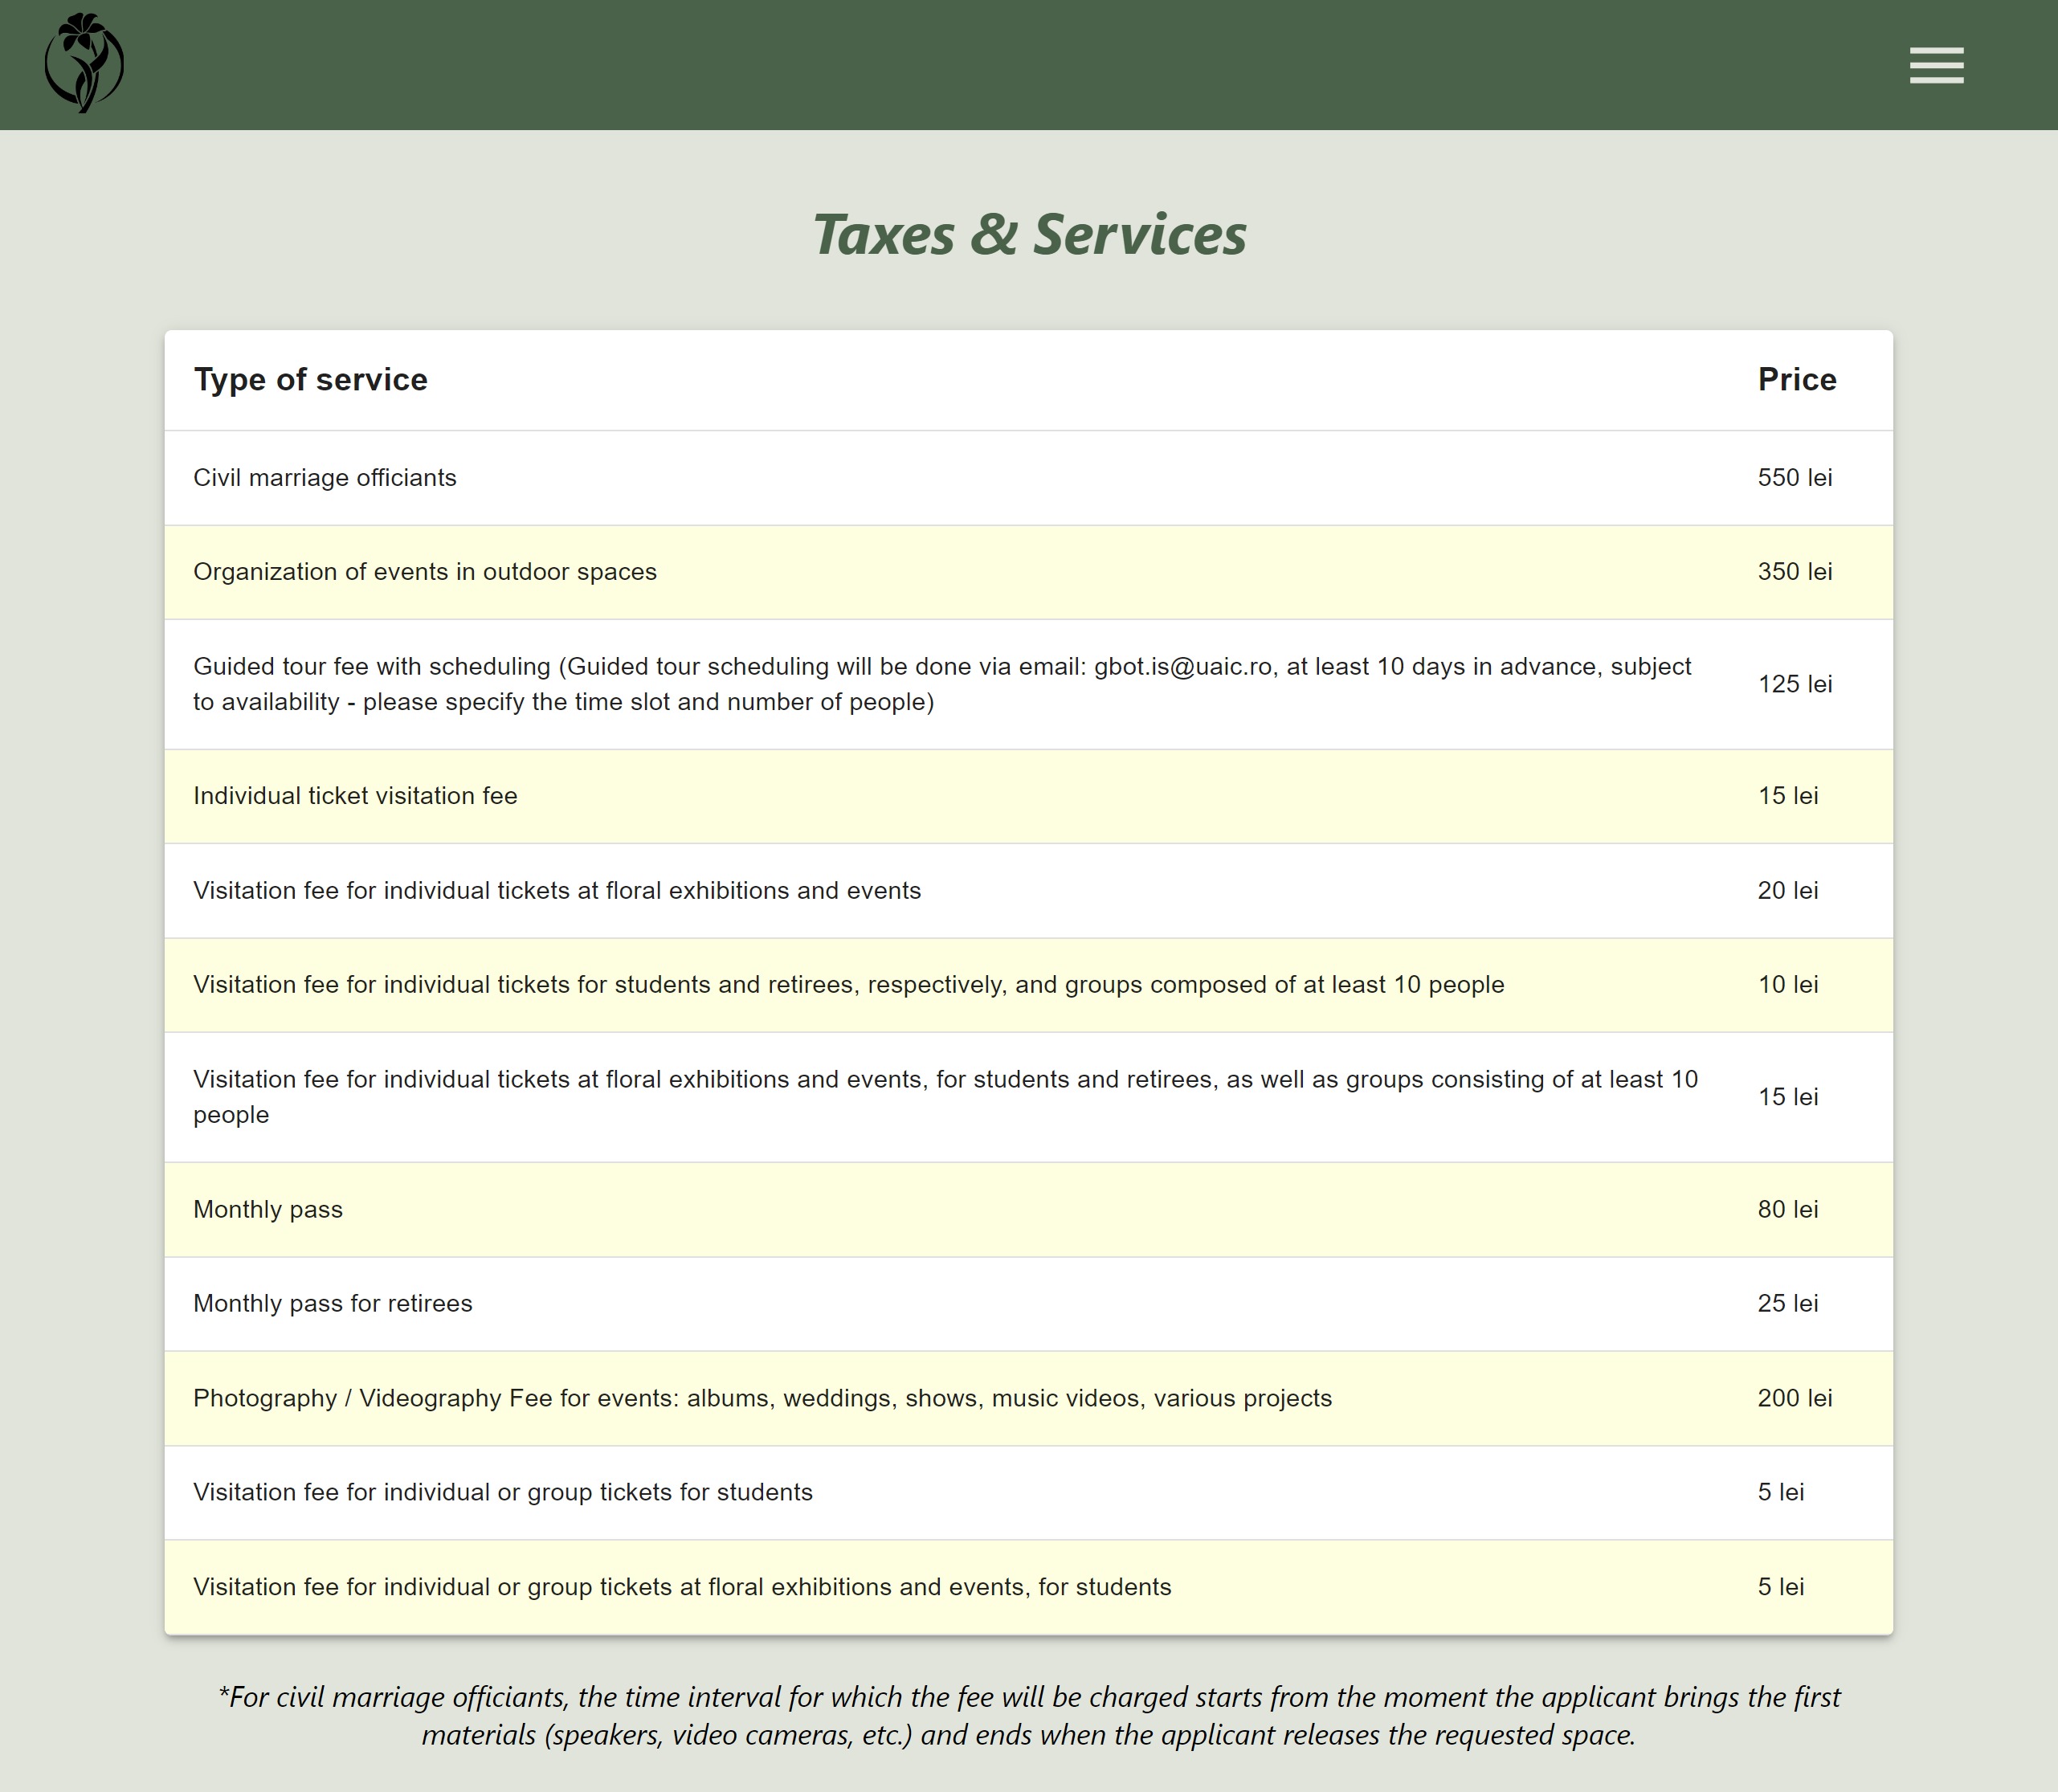 Taxes & Services
Type of service Price
Civil marriage officiants 550 lei
Organization of events in outdoor spaces 350 lei
Guided tour fee with scheduling (Guided tour scheduling will be done via email: gbot.is@uaic.ro, at least 10 days in advance, subject
to availability - please specify the time slot and number of people) 125 lei
Individual ticket visitation fee 15 lei
Visitation fee for individual tickets at floral exhibitions and events 20 lei
Visitation fee for individual tickets for students and retirees, respectively, and groups composed of at least 10 people 10 lei
Visitation fee for individual tickets at floral exhibitions and events, for students and retirees, as well as groups consisting of at least 10
people 15 lei
Monthly pass 80 lei
Monthly pass for retirees 25 lei
Photography / Videography Fee for events: albums, weddings, shows, music videos, various projects 200 lei
Visitation fee for individual or group tickets for students 5 lei
Visitation fee for individual or group tickets at floral exhibitions and events, for students 5 lei
*For civil marriage officiants, the time interval for which the fee will be charged starts from the moment the applicant brings the first
materials (speakers, video cameras, etc.) and ends when the applicant releases the requested space.